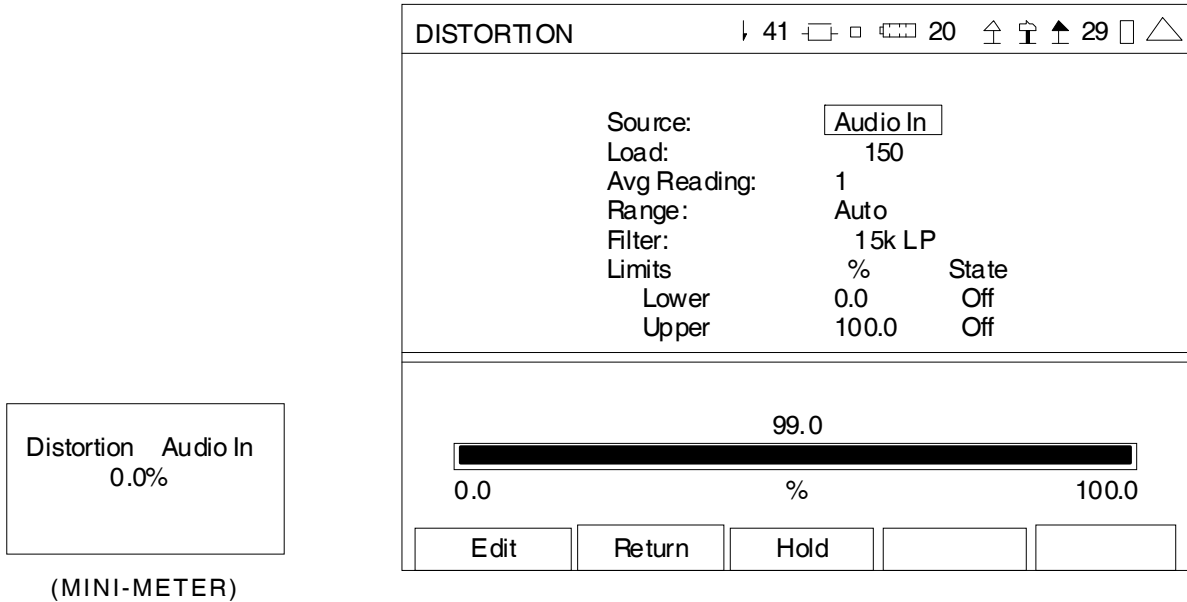 DISTORTION 41 20 29
Source: Audio In
Load: 150
Avg Reading: 1
Range: Auto
Filter: 15k LP
Limits % State
Lower 0.0 Off
Upper 100.0 Off
99.0
0.0 % 100.0
Edit Return Hold
Distortion Audio In
0.0%
(MINI-METER)